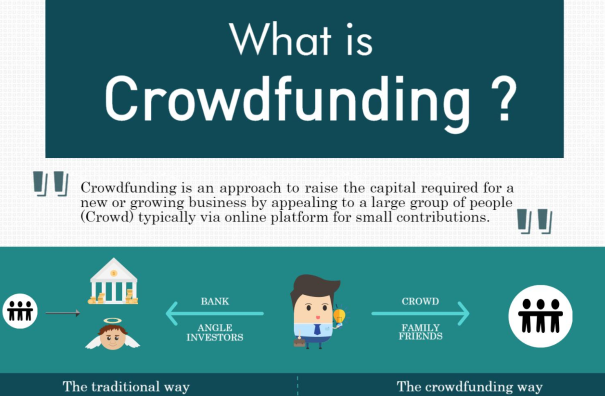 What is
Crowdfunding ?
" Crowdfunding is an approach to raise the capital required for a
new or growing business by appealing to a large group of people
(Crowd) typically via online platform for small contributions. "
BANK
ANGLE
INVESTORS
CROWD
FAMILY
FRIENDS
The traditional way
The crowdfunding way